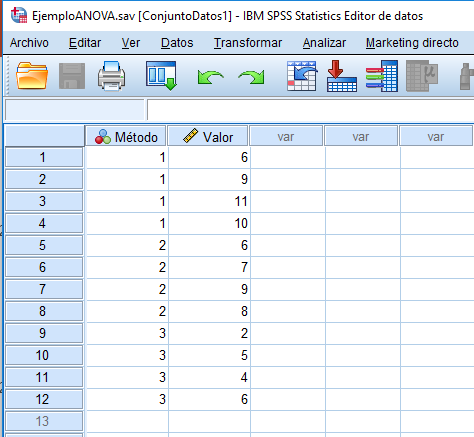 EjemploANOVA.sav [ConjuntoDatos1] - IBM SPSS Statistics Editor de datos
Archivo Editar Ver Datos Transformar Analizar Marketing directo
Método Valor var var var
1 1 6
2 1 9
3 1 11
4 1 10
5 2 6
6 2 7
7 2 9
8 2 8
9 3 2
10 3 5
11 3 4
12 3 6
13